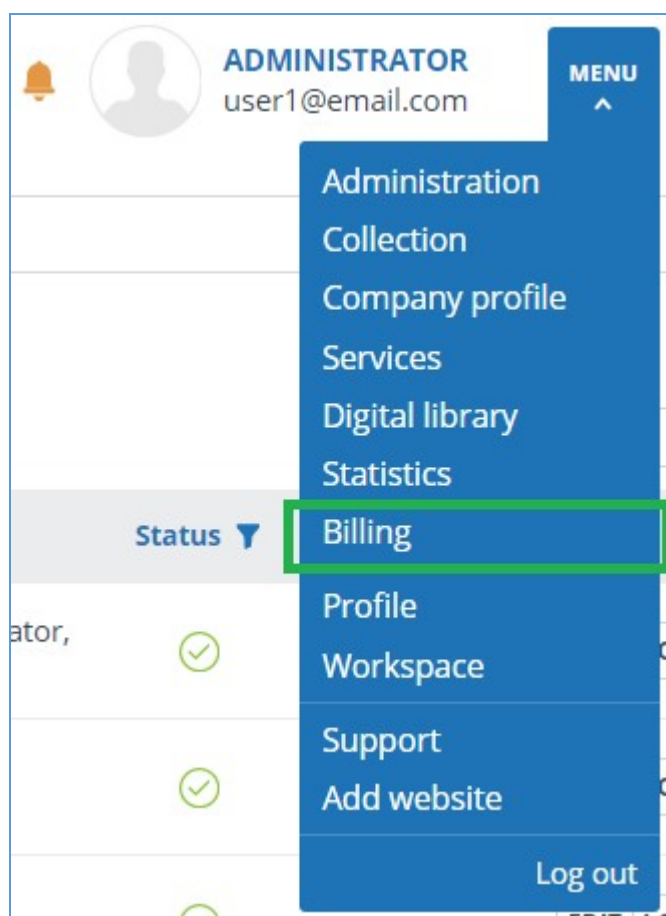 ADMINISTRATOR
user1@email.com
MENU
Administration
Collection
Company profile
Services
Digital library
Statistics
Status
Billing
ator,
Profile
Workspace
Support
Add website
Log out